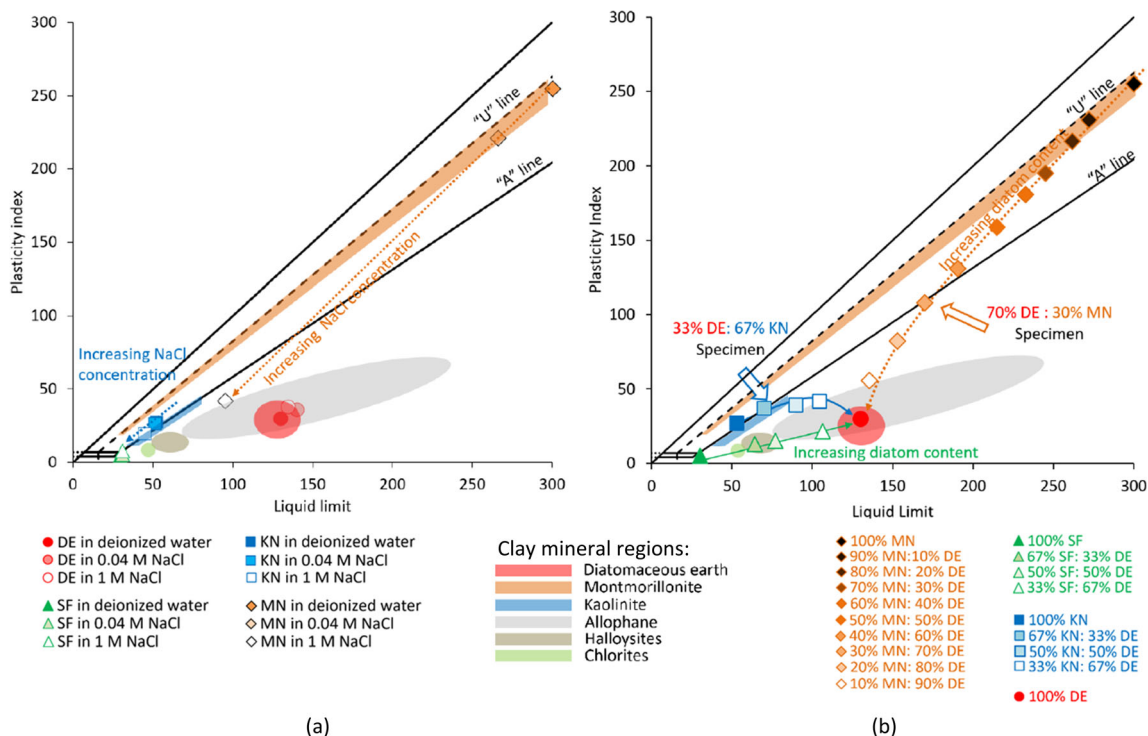 300
250
200
150
100
50
0
Plasticity Index
0
50
100
150
200
250
300
Liquid limit
"U" line
"A" line
Increasing NaCl concentration
Increasing NaCl
concentration
DE in deionized water
DE in 0.04 M NaCl
DE in 1 M NaCl
SF in deionized water
SF in 0.04 M NaCl
SF in 1 M NaCl
KN in deionized water
KN in 0.04 M NaCl
KN in 1 M NaCl
MN in deionized water
MN in 0.04 M NaCl
MN in 1 M NaCl
(a)
Clay mineral regions:
Diatomaceous earth
Montmorillonite
Kaolinite
Allophane
Halloysites
Chlorites
300
250
200
150
100
50
0
Plasticity Index
0
50
100
150
200
250
300
Liquid Limit
"U" line
"A" line
Increasing diatom content
33% DE: 67% KN
Specimen
70% DE : 30% MN
Specimen
Increasing diatom content
100% MN
90% MN:10% DE
80% MN: 20% DE
70% MN: 30% DE
60% MN: 40% DE
50% MN: 50% DE
40% MN: 60% DE
30% MN: 70% DE
20% MN: 80% DE
10% MN: 90% DE
100% SF
67% SF: 33% DE
50% SF: 50% DE
33% SF: 67% DE
100% KN
67% KN: 33% DE
50% KN: 50% DE
33% KN: 67% DE
100% DE
(b)